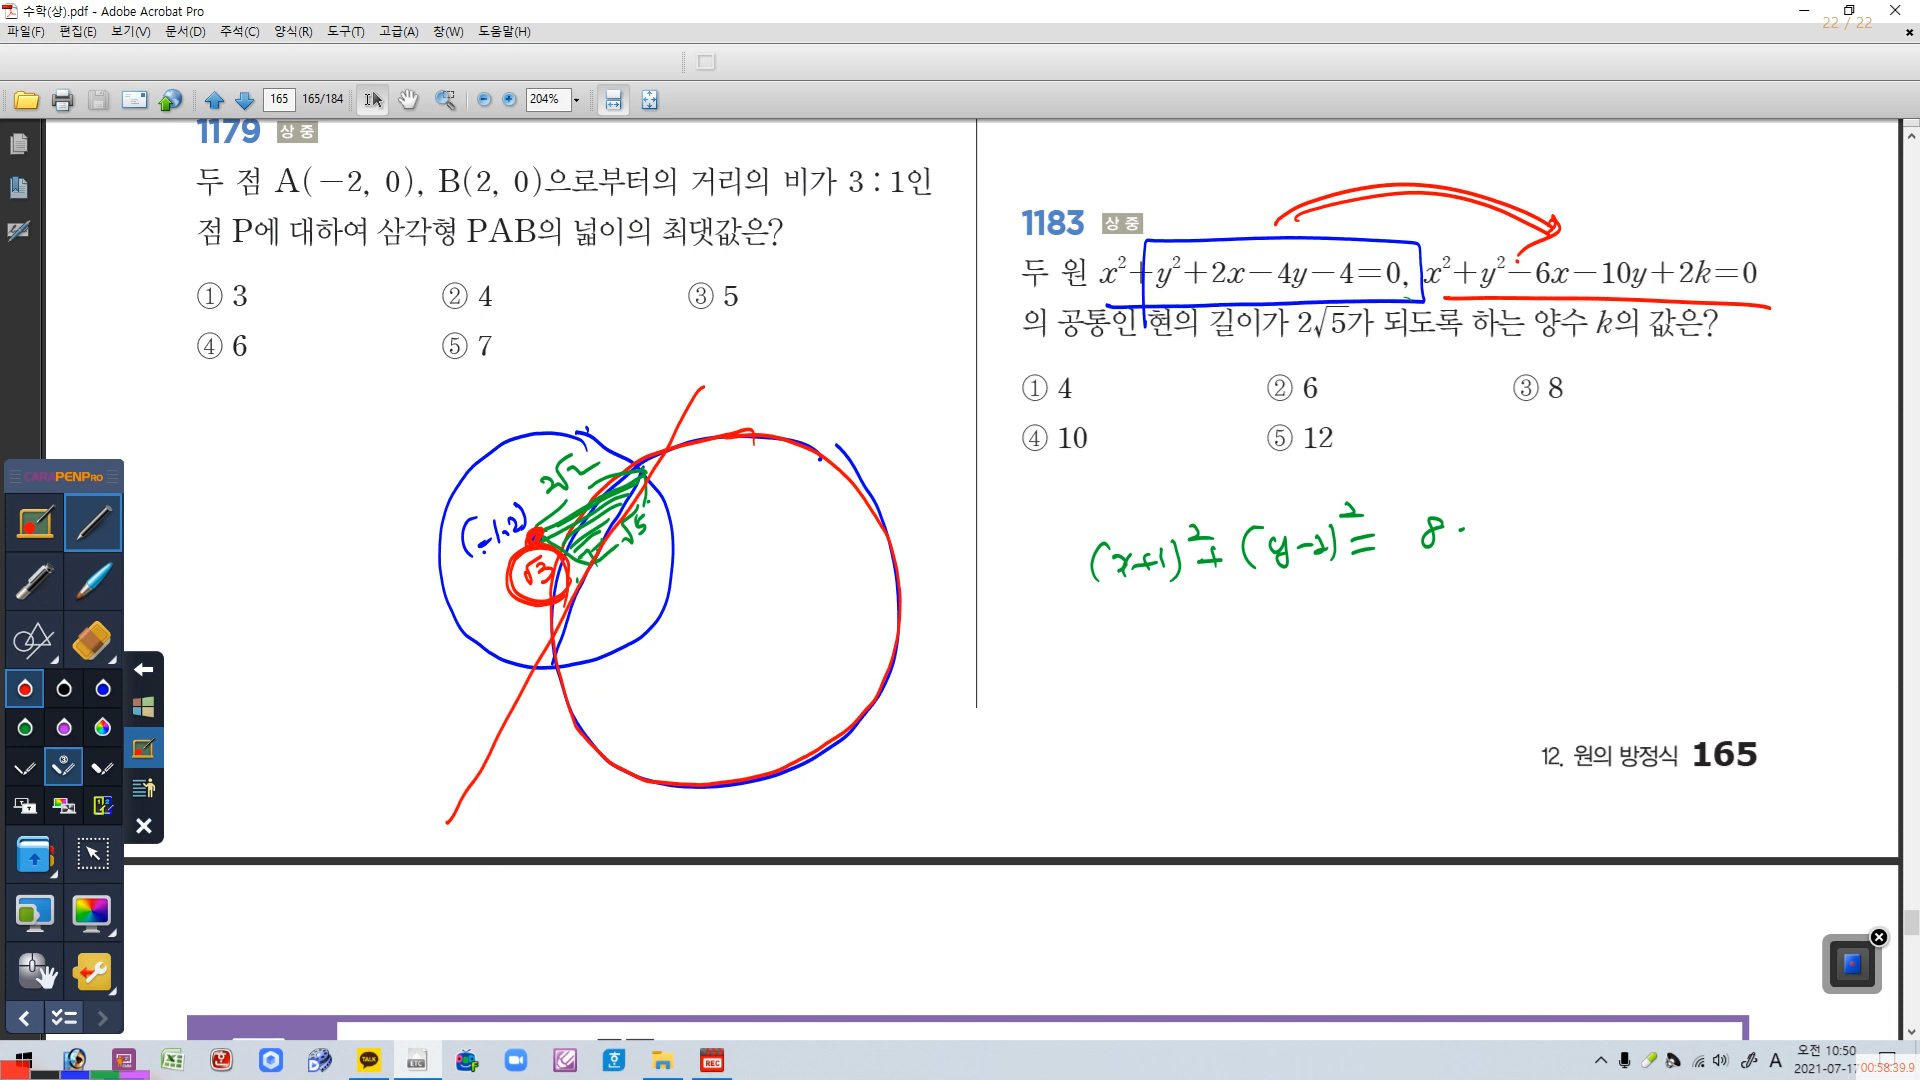 수학(상).pdf - Adobe Acrobat Pro
22 / 22
파일(F) 편집(E) 보기(V) 문서(D) 주석(C) 양식(R) 도구(T) 고급(A) 창(W) 도움말(H)
165 165/184 204%
1179 상 중
두 점 A(−2, 0), B(2, 0)으로부터의 거리의 비가 3 : 1인
점 P에 대하여 삼각형 PAB의 넓이의 최댓값은?
① 3 ② 4 ③ 5
④ 6 ⑤ 7
2√2
(-1,2)
√5
√3
1183 상 중
두 원 x²+y²+2x−4y−4=0, x²+y²−6x−10y+2k=0
의 공통인 현의 길이가 2√5가 되도록 하는 양수 k의 값은?
① 4 ② 6 ③ 8
④ 10 ⑤ 12
(x+1)²+(y-2)²= 8
12. 원의 방정식 165
CARAPENPRO
TALK
ETC
REC
A
오전 10:50
2021-07-17
00:58:39.9